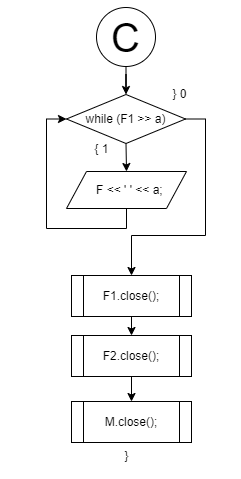 C
} 0
while (F1 >> a)
{ 1
F << ' ' << a;
F1.close();
F2.close();
M.close();
}